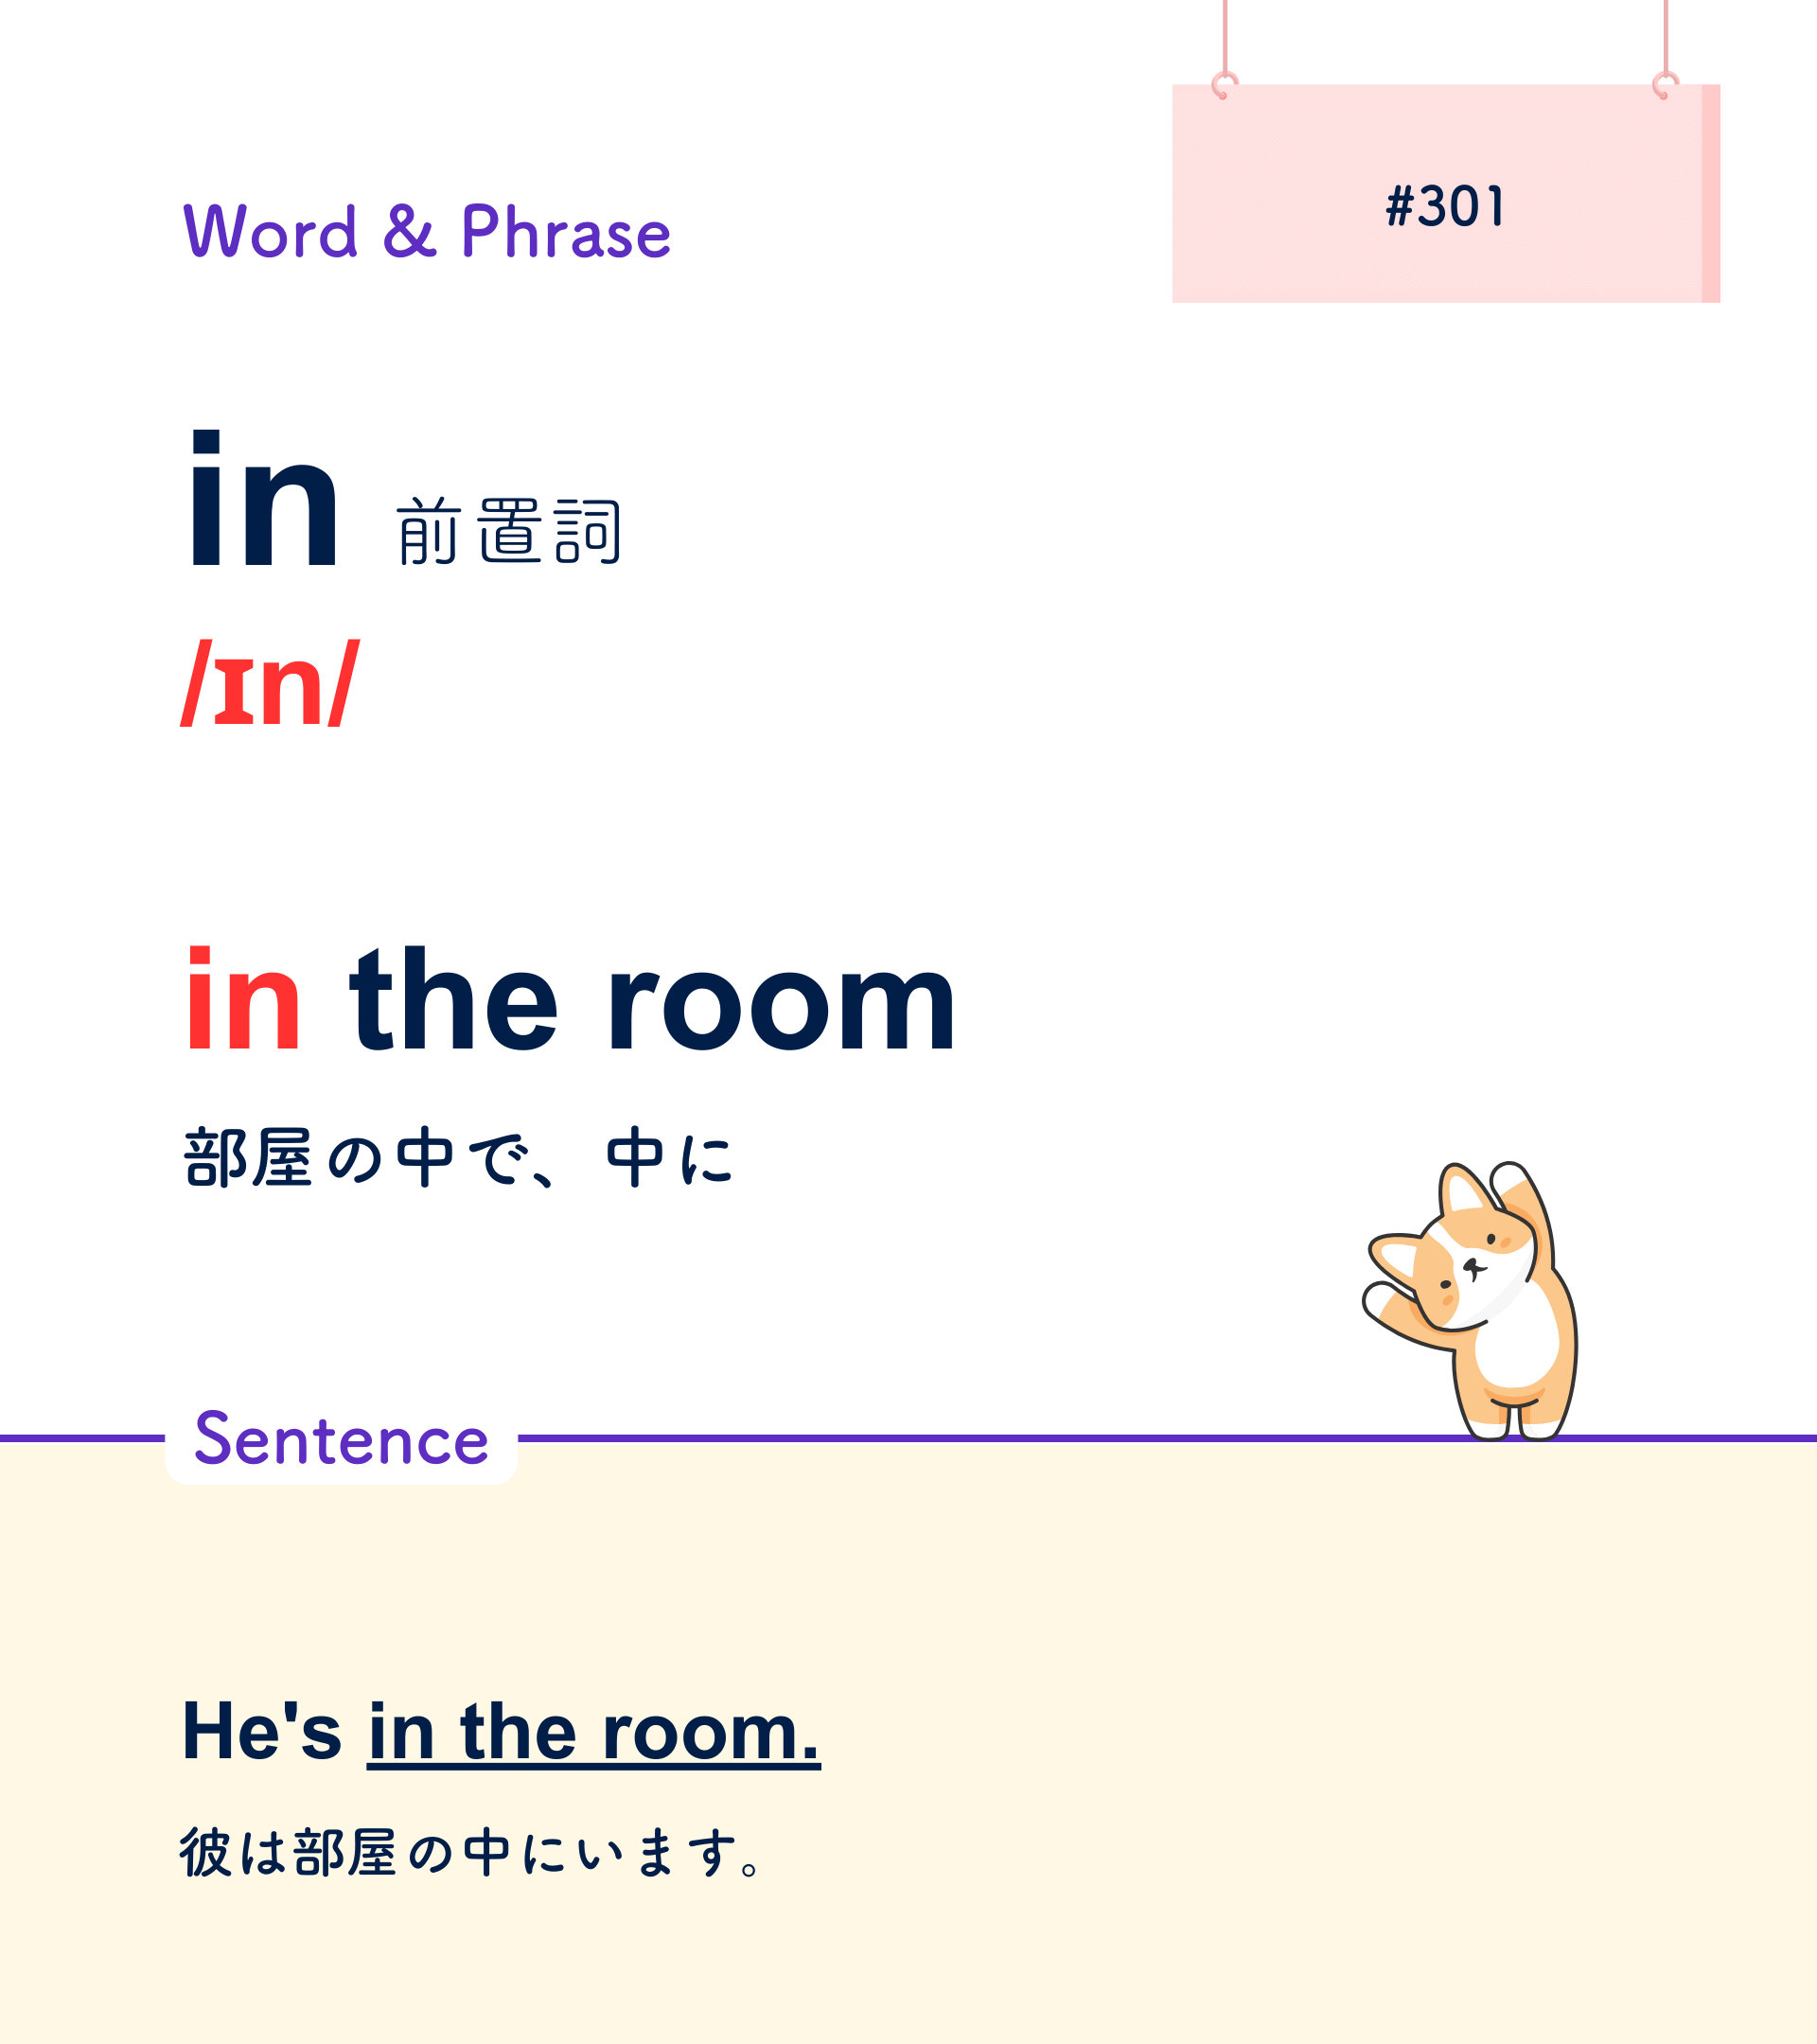 Word & Phrase
#301
in 前置詞
/ɪn/
in the room
部屋の中で、中に
Sentence
He's in the room.
彼は部屋の中にいます。